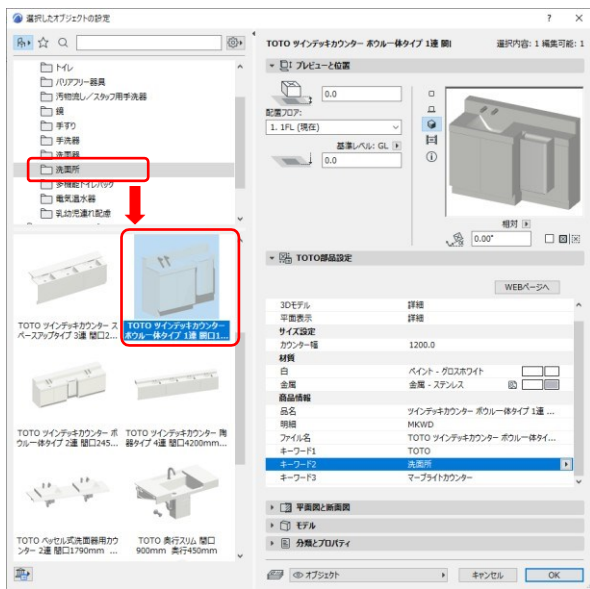 選択したオブジェクトの設定
? ×
TOTO ツインデッキカウンター ボウル一体タイプ 1連 間
選択内容: 1 編集可能: 1
トイレ
バリアフリー器具
汚物流し/スタッフ用手洗器
鏡
手すり
手洗器
洗面器
洗面所
多機能トイレパック
電気温水器
乳幼児連れ配慮
TOTO ツインデッキカウンター ス
ペースアップタイプ 3連 間口2...
TOTO ツインデッキカウンター
ボウル一体タイプ 1連 間口1...
TOTO ツインデッキカウンター ボ
ウル一体タイプ 2連 間口245...
TOTO ツインデッキカウンター 陶
器タイプ 4連 間口4200mm...
TOTO ベッセル式洗面器用カウ
ンター 2連 間口1790mm ...
TOTO 奥行スリム 間口
900mm 奥行450mm
プレビューと位置
0.0
配置フロア:
1. 1FL (現在)
基準レベル: GL
0.0
相対
0.00°
TOTO部品設定
WEBページへ
3Dモデル 詳細
平面表示 詳細
サイズ設定
カウンター幅 1200.0
材質
白 ペイント - グロスホワイト
金属 金属 - ステンレス
商品情報
品名 ツインデッキカウンター ボウル一体タイプ 1連 ...
明細 MKWD
ファイル名 TOTO ツインデッキカウンター ボウル一体タイ...
キーワード1 TOTO
キーワード2 洗面所
キーワード3 マーブライトカウンター
平面図と断面図
モデル
分類とプロパティ
オブジェクト
キャンセル
OK